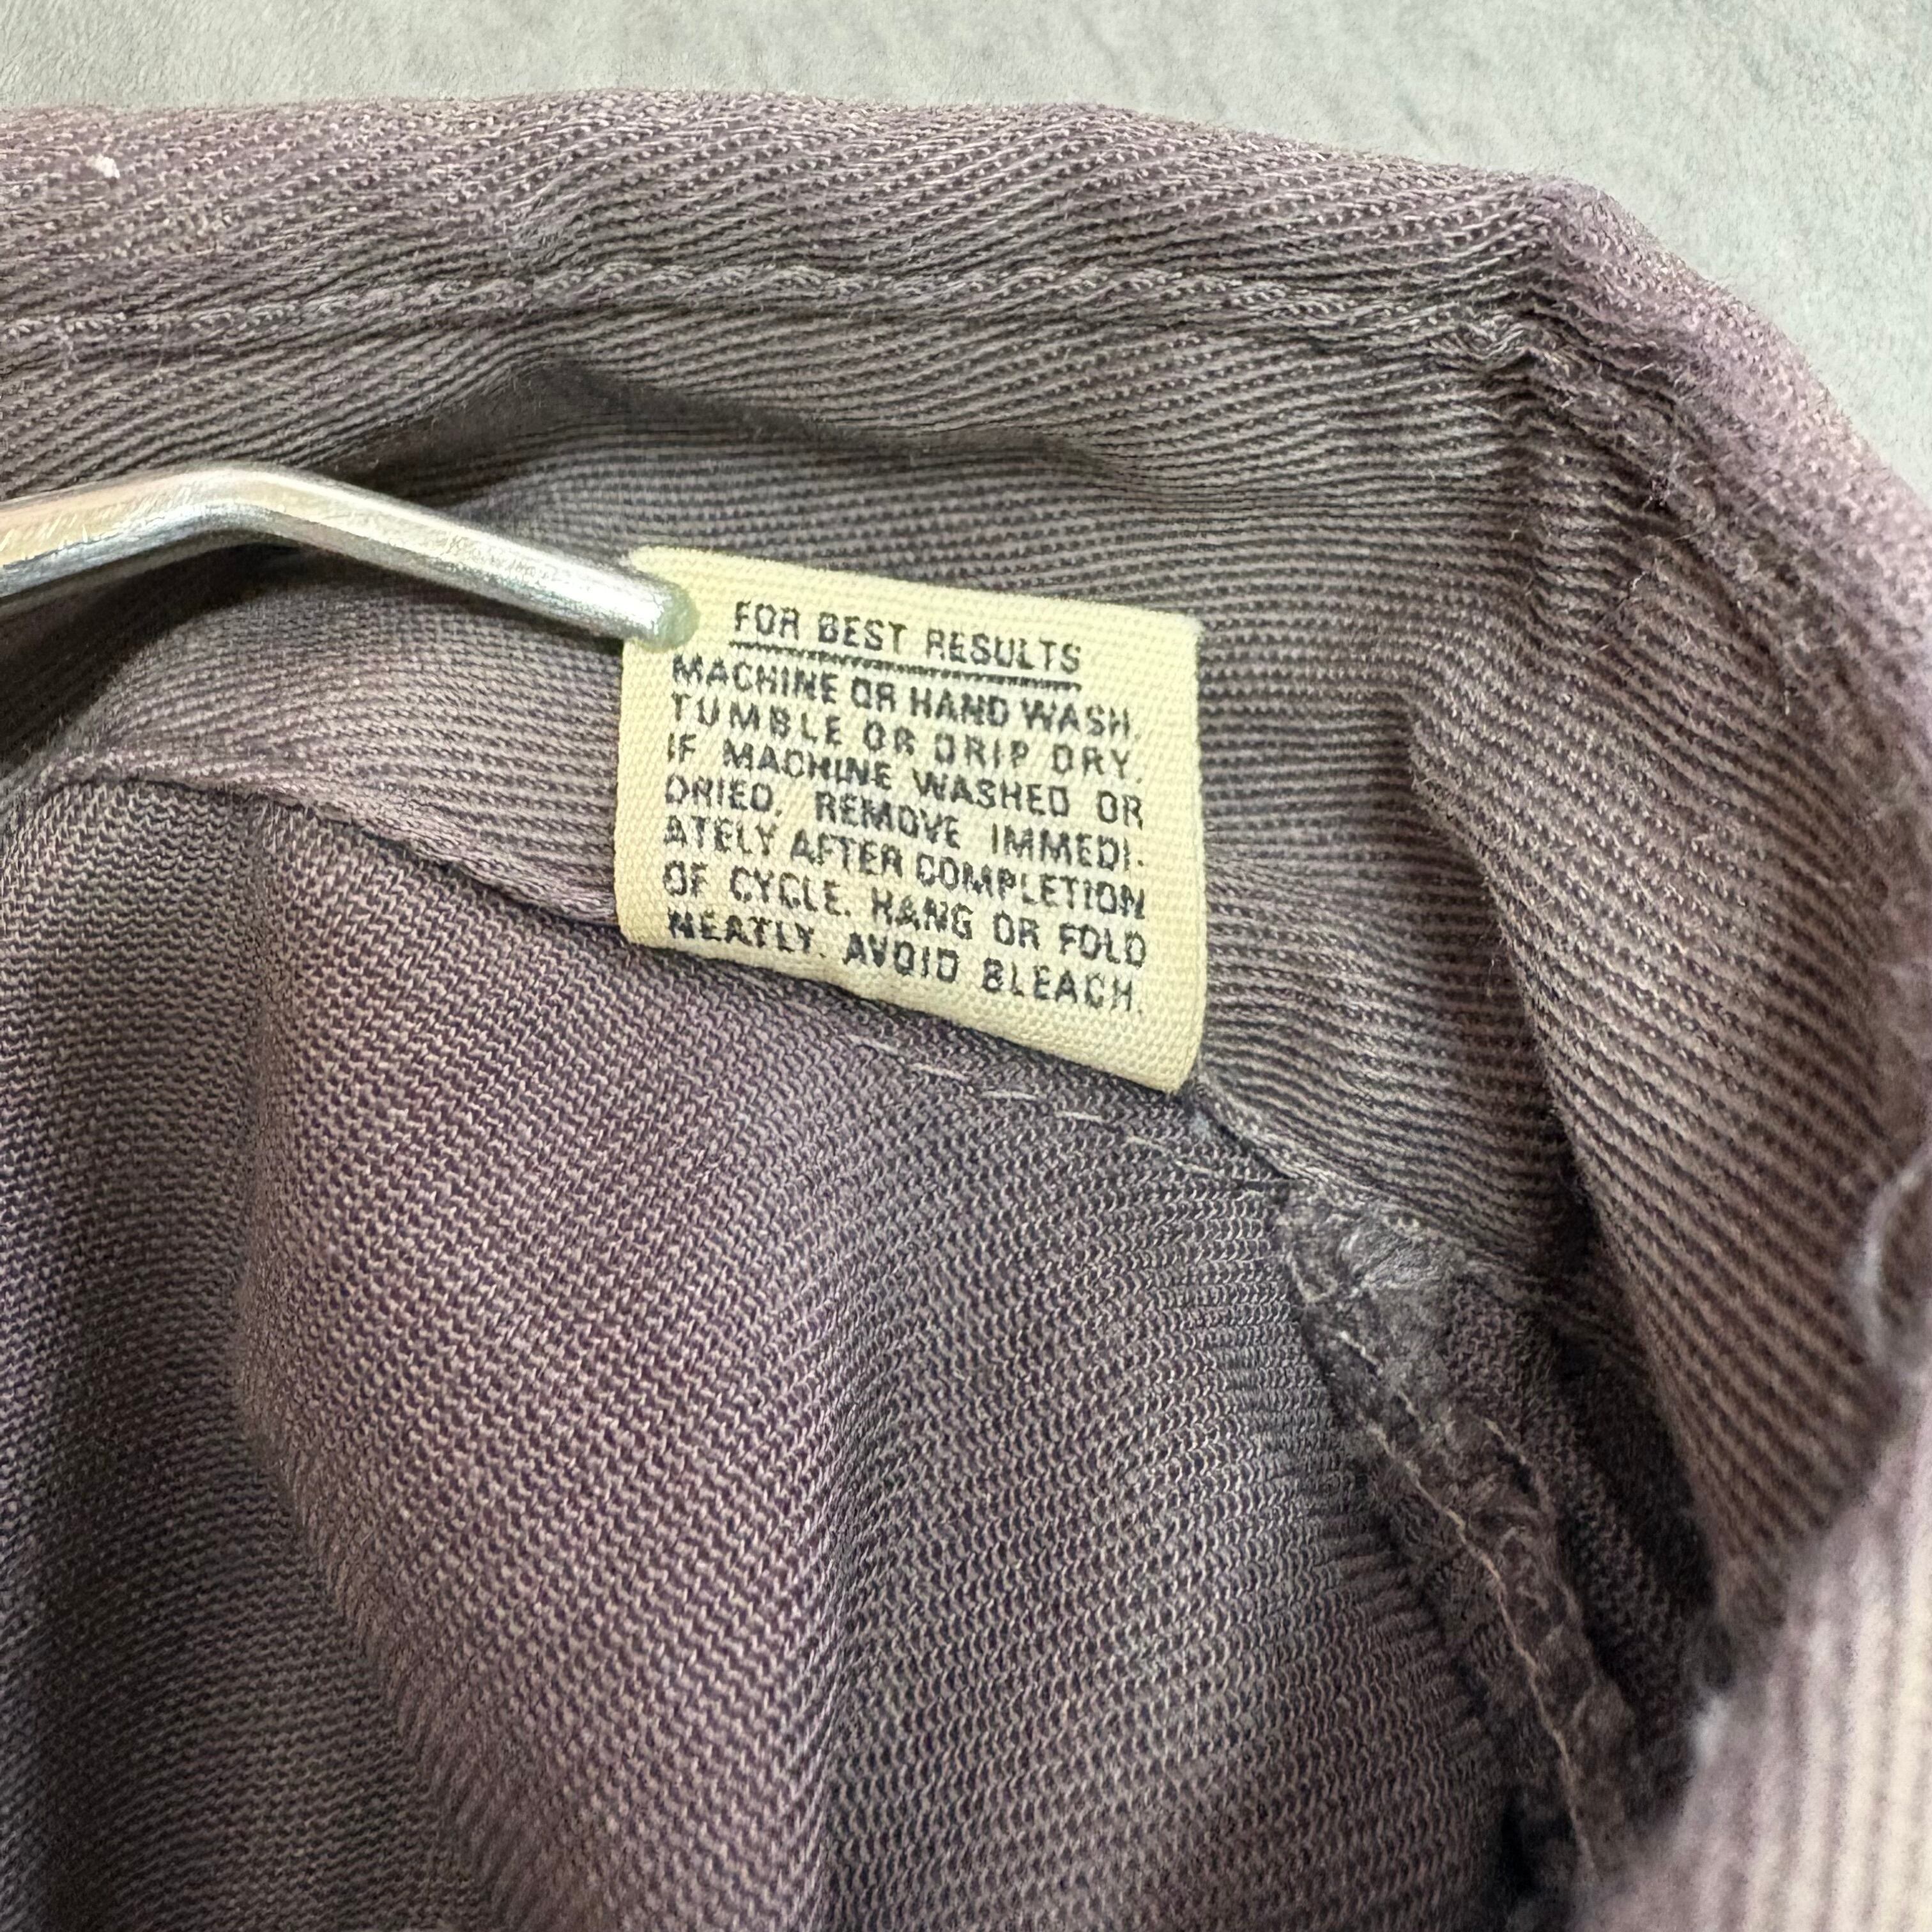 FOR BEST RESULTS
MACHINE OR HAND WASH.
TUMBLE OR DRIP DRY.
IF MACHINE WASHED OR
DRIED, REMOVE IMMEDI-
ATELY AFTER COMPLETION
OF CYCLE. HANG OR FOLD
NEATLY. AVOID BLEACH.